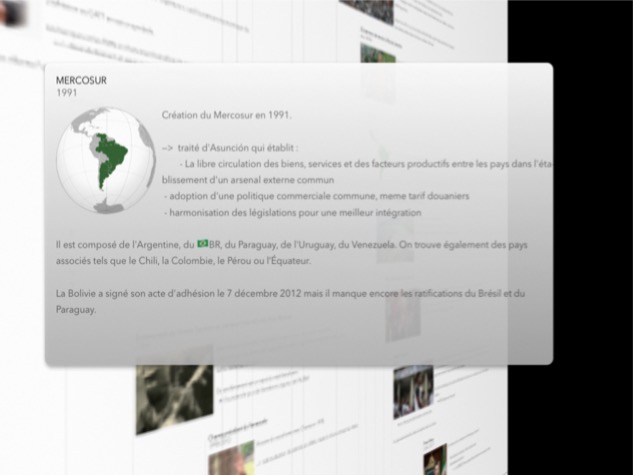 MERCOSUR
1991
Création du Mercosur en 1991.
--> traité d'Asunción qui établit :
- La libre circulation des biens, services et des facteurs productifs entre les pays dans l'éta
blissement d'un arsenal externe commun
- adoption d'une politique commerciale commune, meme tarif douaniers
- harmonisation des législations pour une meilleur intégration
Il est composé de l'Argentine, du 🇧🇷BR, du Paraguay, de l'Uruguay, du Venezuela. On trouve également des pays
associés tels que le Chili, la Colombie, le Pérou ou l'Équateur.
La Bolivie a signé son acte d'adhésion le 7 décembre 2012 mais il manque encore les ratifications du Brésil et du
Paraguay.